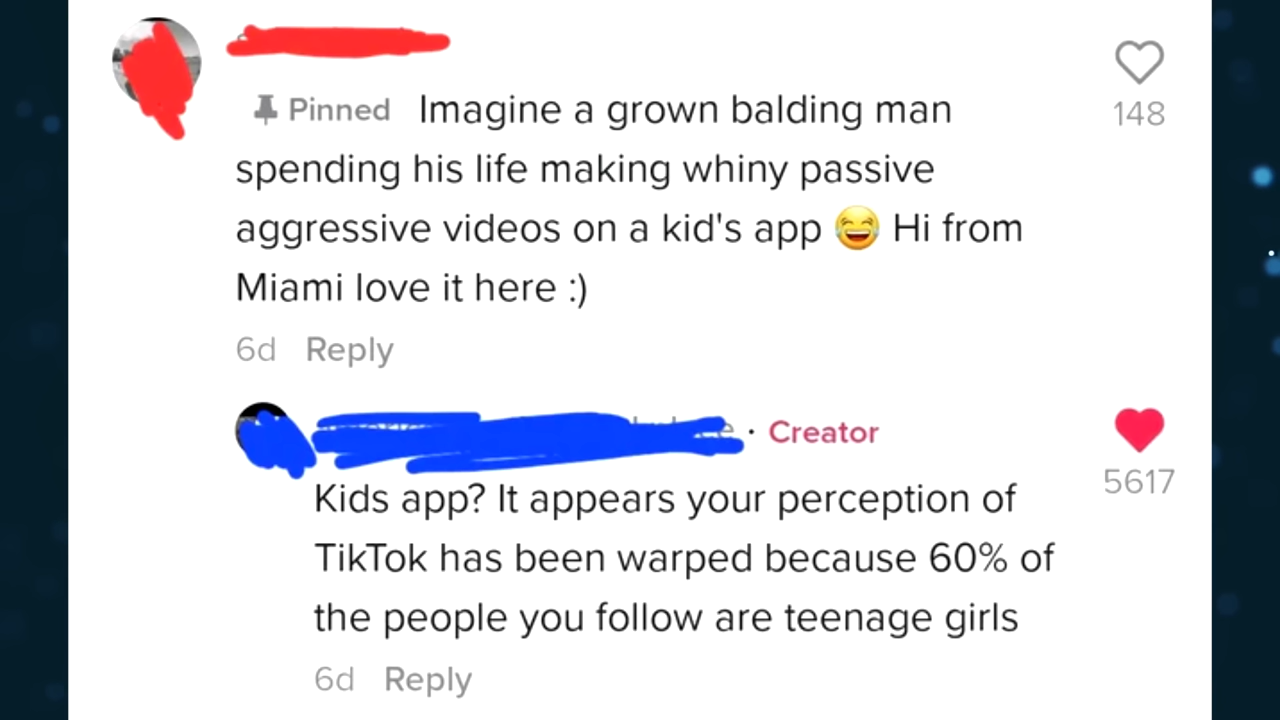 Pinned Imagine a grown balding man
148
spending his life making whiny passive
aggressive videos on a kid's app 😂 Hi from
Miami love it here :)
6d Reply
· Creator
5617
Kids app? It appears your perception of
TikTok has been warped because 60% of
the people you follow are teenage girls
6d Reply